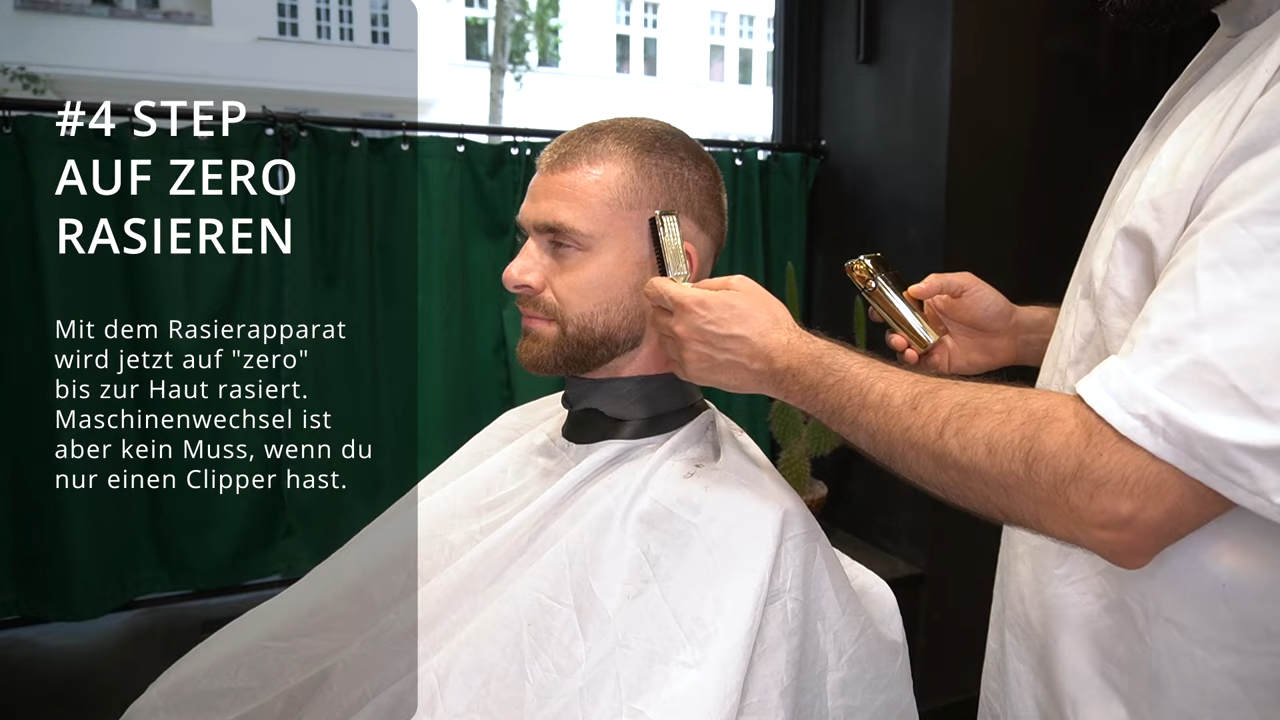 #4 STEP
AUF ZERO
RASIEREN
Mit dem Rasierapparat
wird jetzt auf "zero"
bis zur Haut rasiert.
Maschinenwechsel ist
aber kein Muss, wenn du
nur einen Clipper hast.